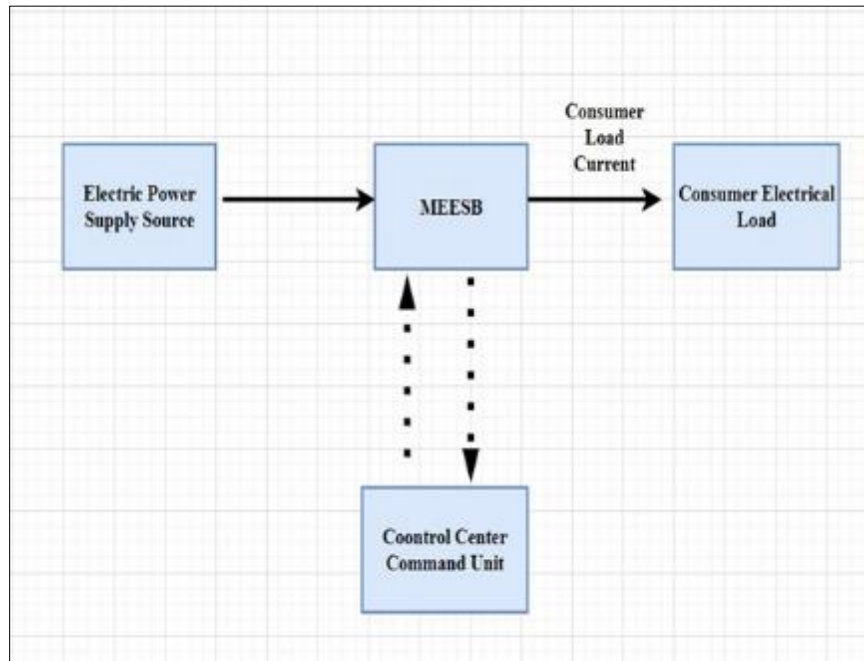 Consumer
Load
Current
Electric Power
Supply Source
MEESB
Consumer Electrical
Load
Coontrol Center
Command Unit